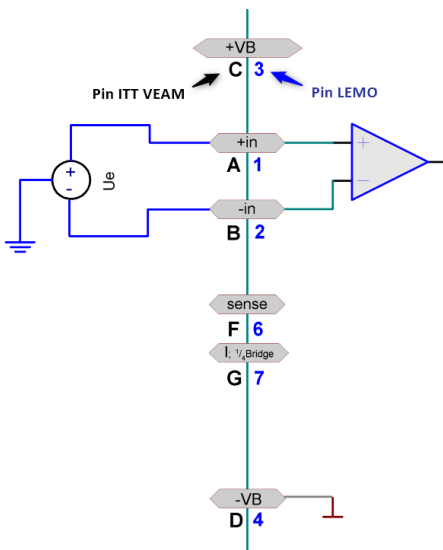 +VB
C 3
Pin ITT VEAM
Pin LEMO
+in
A 1
+
+
-
Ue
-in
B 2
−
sense
F 6
I; 1/4Bridge
G 7
-VB
D 4